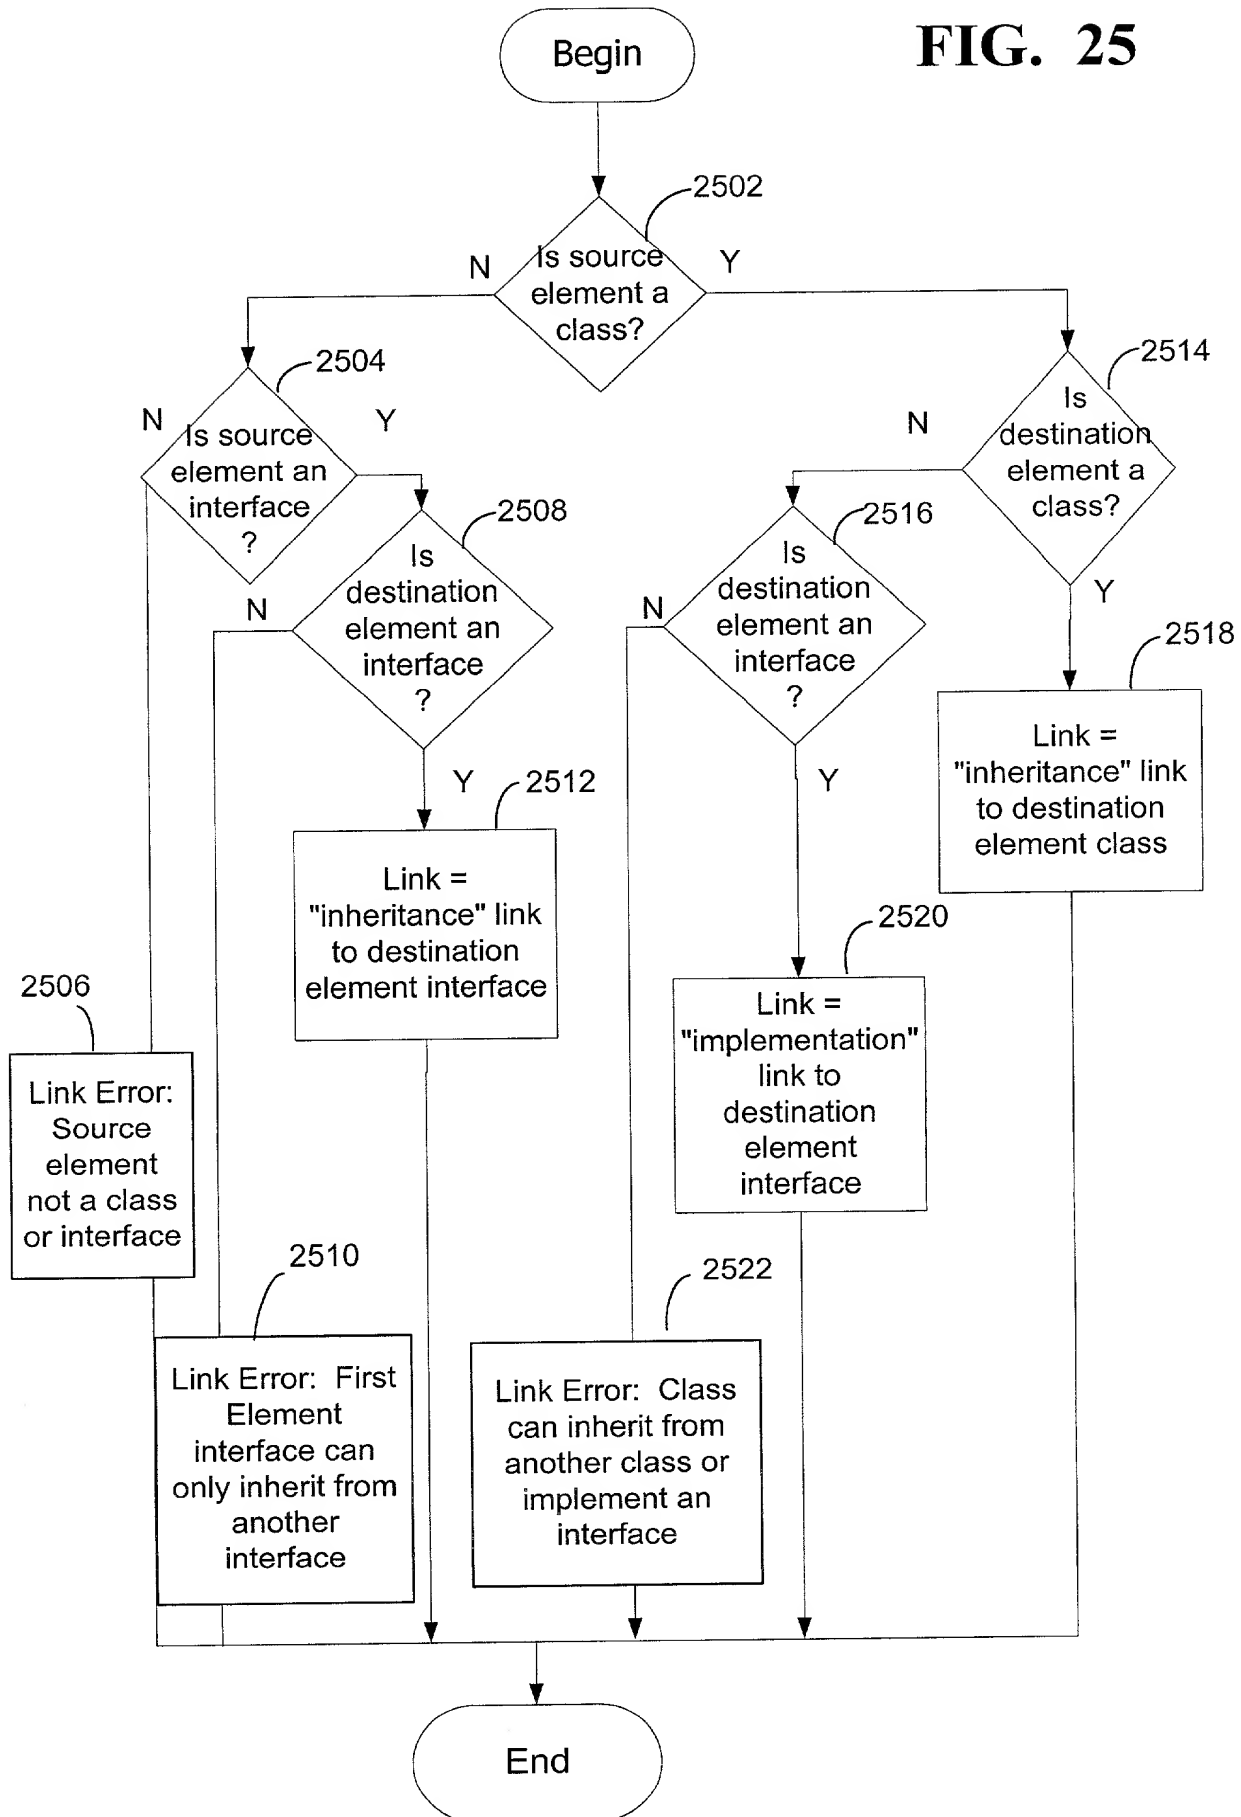 FIG. 25
Begin
2502
Is source
element a
class?
N
Y
2504
Is source
element an
interface
?
N
Y
2514
Is
destination
element a
class?
N
Y
2508
Is
destination
element an
interface
?
N
Y
2516
Is
destination
element an
interface
?
N
Y
2518
Link =
"inheritance" link
to destination
element class
2512
Link =
"inheritance" link
to destination
element interface
2520
Link =
"implementation"
link to
destination
element
interface
2506
Link Error:
Source
element
not a class
or interface
2510
Link Error: First
Element
interface can
only inherit from
another
interface
2522
Link Error: Class
can inherit from
another class or
implement an
interface
End